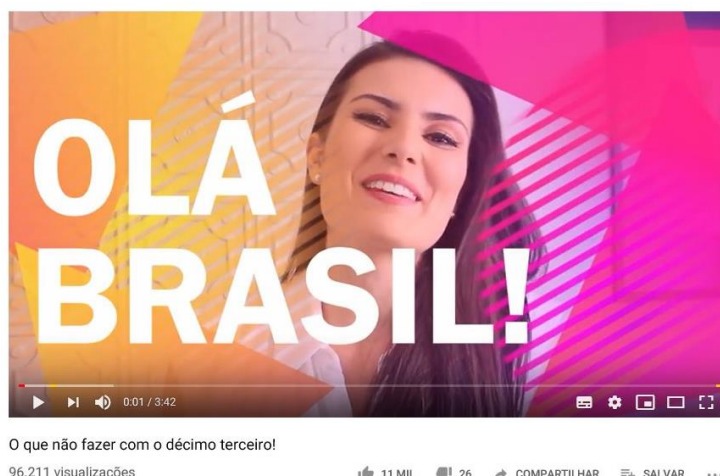 OLÁ
BRASIL!
0:01 / 3:42
O que não fazer com o décimo terceiro!
96.211 visualizações 11 MIL 26 COMPARTILHAR SALVAR